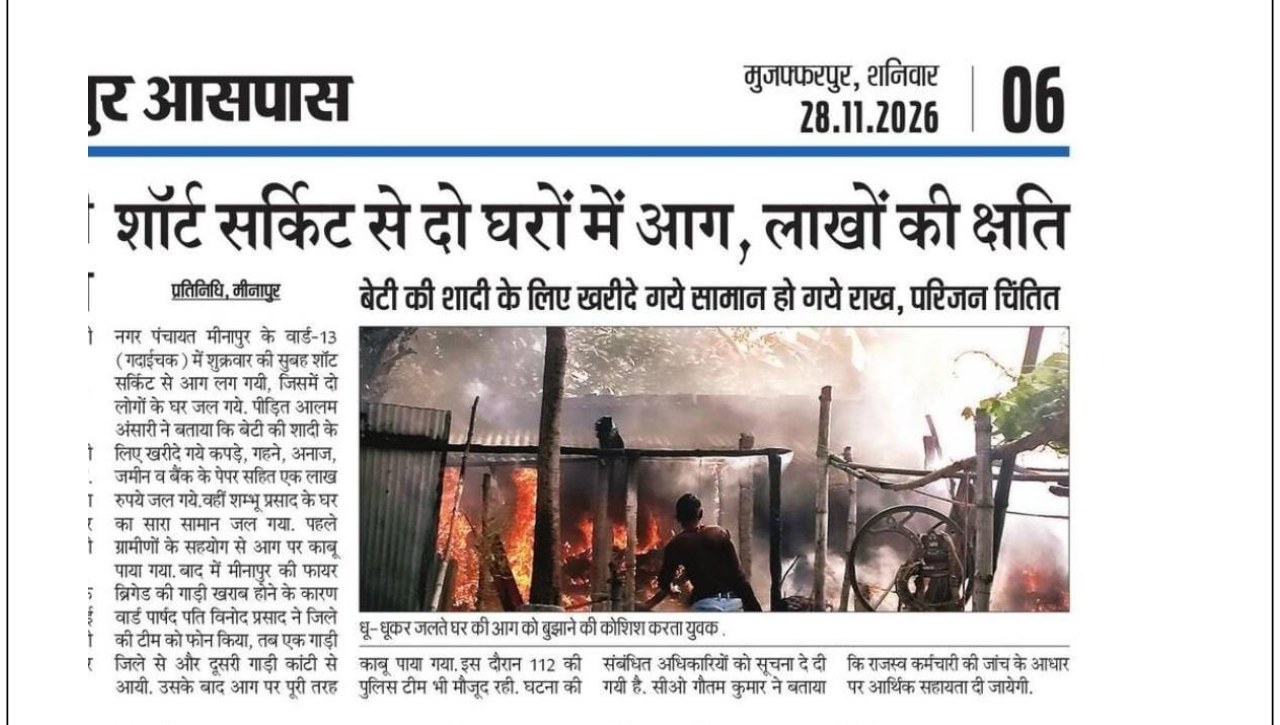 पुर आसपास
मुजफ्फरपुर, शनिवार
28.11.2026
06
शॉर्ट सर्किट से दो घरों में आग, लाखों की क्षति
प्रतिनिधि, मीनापुर
बेटी की शादी के लिए खरीदे गये सामान हो गये राख, परिजन चिंतित
नगर पंचायत मीनापुर के वार्ड-13
(गदाईचक) में शुक्रवार की सुबह शॉट
सर्किट से आग लग गयी, जिसमें दो
लोगों के घर जल गये. पीड़ित आलम
अंसारी ने बताया कि बेटी की शादी के
लिए खरीदे गये कपड़े, गहने, अनाज,
जमीन व बैंक के पेपर सहित एक लाख
रुपये जल गये.वहीं शम्भू प्रसाद के घर
का सारा सामान जल गया. पहले
ग्रामीणों के सहयोग से आग पर काबू
पाया गया. बाद में मीनापुर की फायर
ब्रिगेड की गाड़ी खराब होने के कारण
वार्ड पार्षद पति विनोद प्रसाद ने जिले
की टीम को फोन किया, तब एक गाड़ी
जिले से और दूसरी गाड़ी कांटी से
आयी. उसके बाद आग पर पूरी तरह
धू-धूकर जलते घर की आग को बुझाने की कोशिश करता युवक .
काबू पाया गया. इस दौरान 112 की
पुलिस टीम भी मौजूद रही. घटना की
संबंधित अधिकारियों को सूचना दे दी
गयी है. सीओ गौतम कुमार ने बताया
कि राजस्व कर्मचारी की जांच के आधार
पर आर्थिक सहायता दी जायेगी.